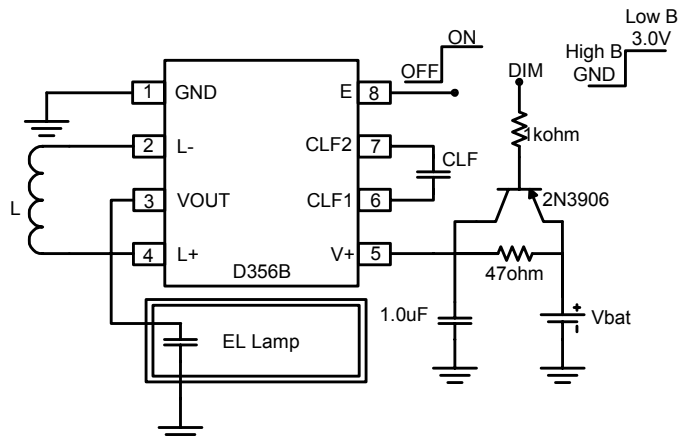 Low B
3.0V
High B
GND
ON
OFF
DIM
1 GND
E 8
1kohm
2 L-
CLF2 7
CLF
3 VOUT
CLF1 6
2N3906
L
4 L+
V+ 5
D356B
47ohm
1.0uF
+
-
Vbat
EL Lamp